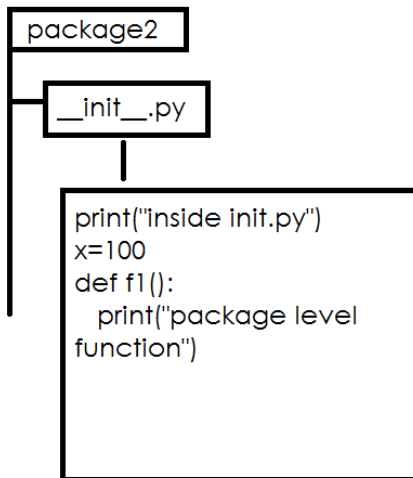 package2
__init__.py
print("inside init.py")
x=100
def f1():
   print("package level
function")